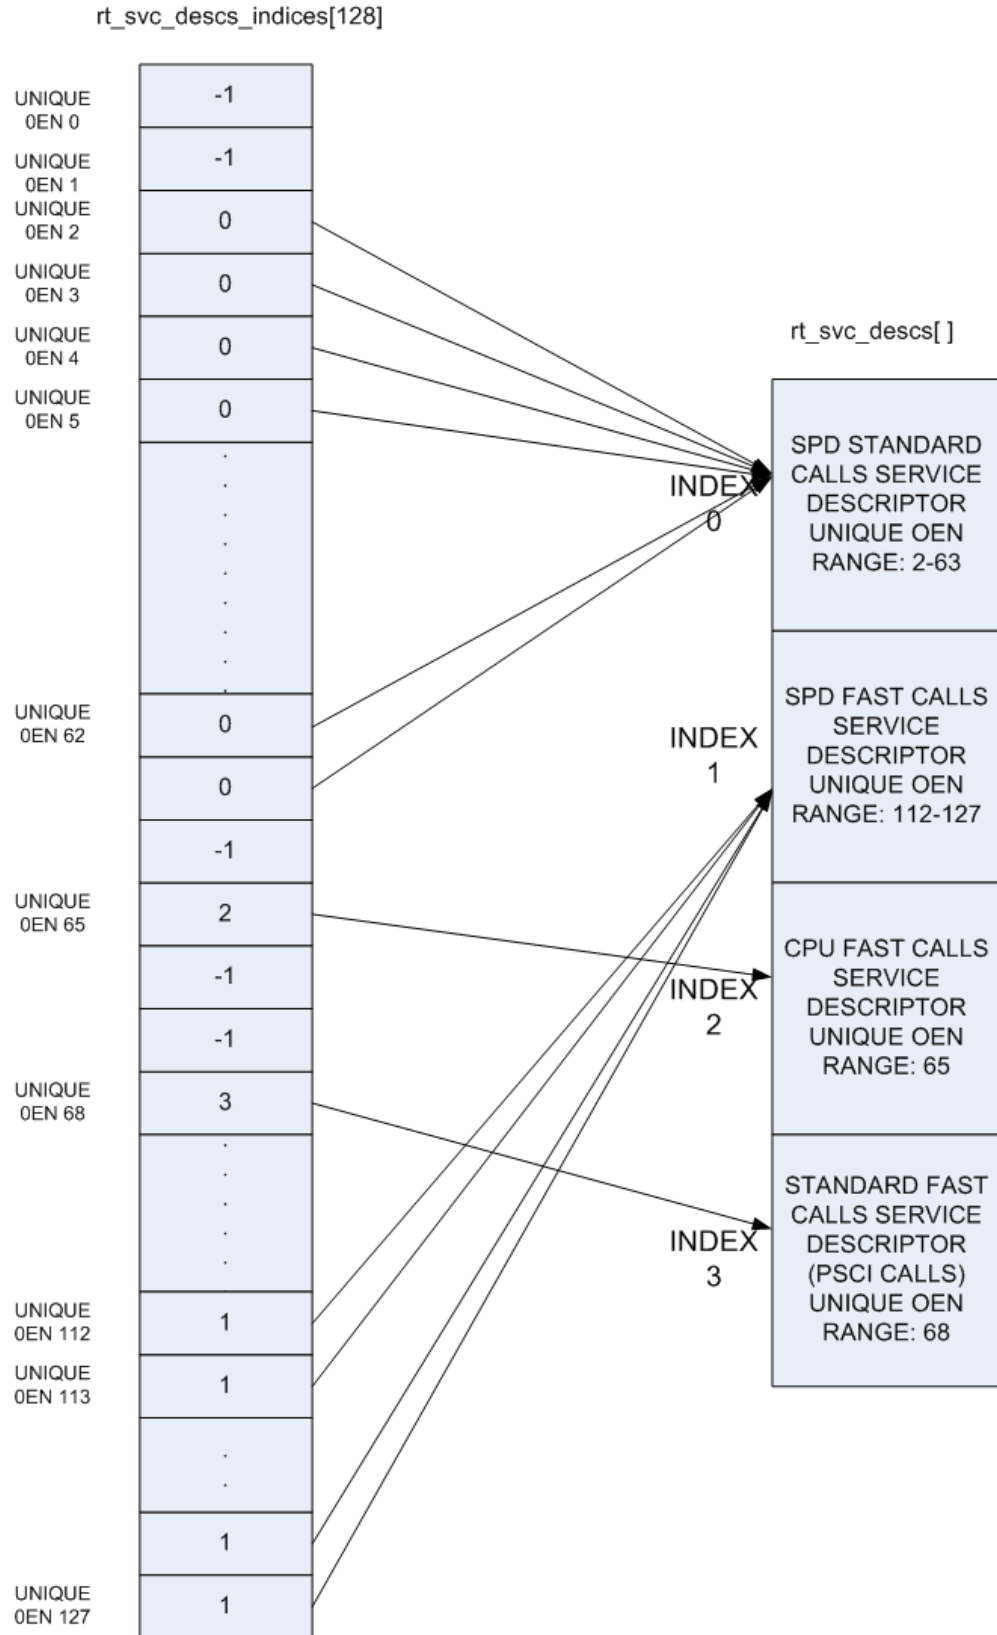 rt_svc_descs_indices[128]
UNIQUE
0EN 0
-1
UNIQUE
0EN 1
-1
UNIQUE
0EN 2
0
UNIQUE
0EN 3
0
UNIQUE
0EN 4
0
UNIQUE
0EN 5
0
.
.
.
.
.
.
.
.
.
UNIQUE
0EN 62
0
0
-1
UNIQUE
0EN 65
2
-1
-1
UNIQUE
0EN 68
3
.
.
.
.
.
UNIQUE
0EN 112
1
UNIQUE
0EN 113
1
.
.
1
UNIQUE
0EN 127
1
rt_svc_descs[ ]
INDEX
0
SPD STANDARD
CALLS SERVICE
DESCRIPTOR
UNIQUE OEN
RANGE: 2-63
INDEX
1
SPD FAST CALLS
SERVICE
DESCRIPTOR
UNIQUE OEN
RANGE: 112-127
INDEX
2
CPU FAST CALLS
SERVICE
DESCRIPTOR
UNIQUE OEN
RANGE: 65
INDEX
3
STANDARD FAST
CALLS SERVICE
DESCRIPTOR
(PSCI CALLS)
UNIQUE OEN
RANGE: 68